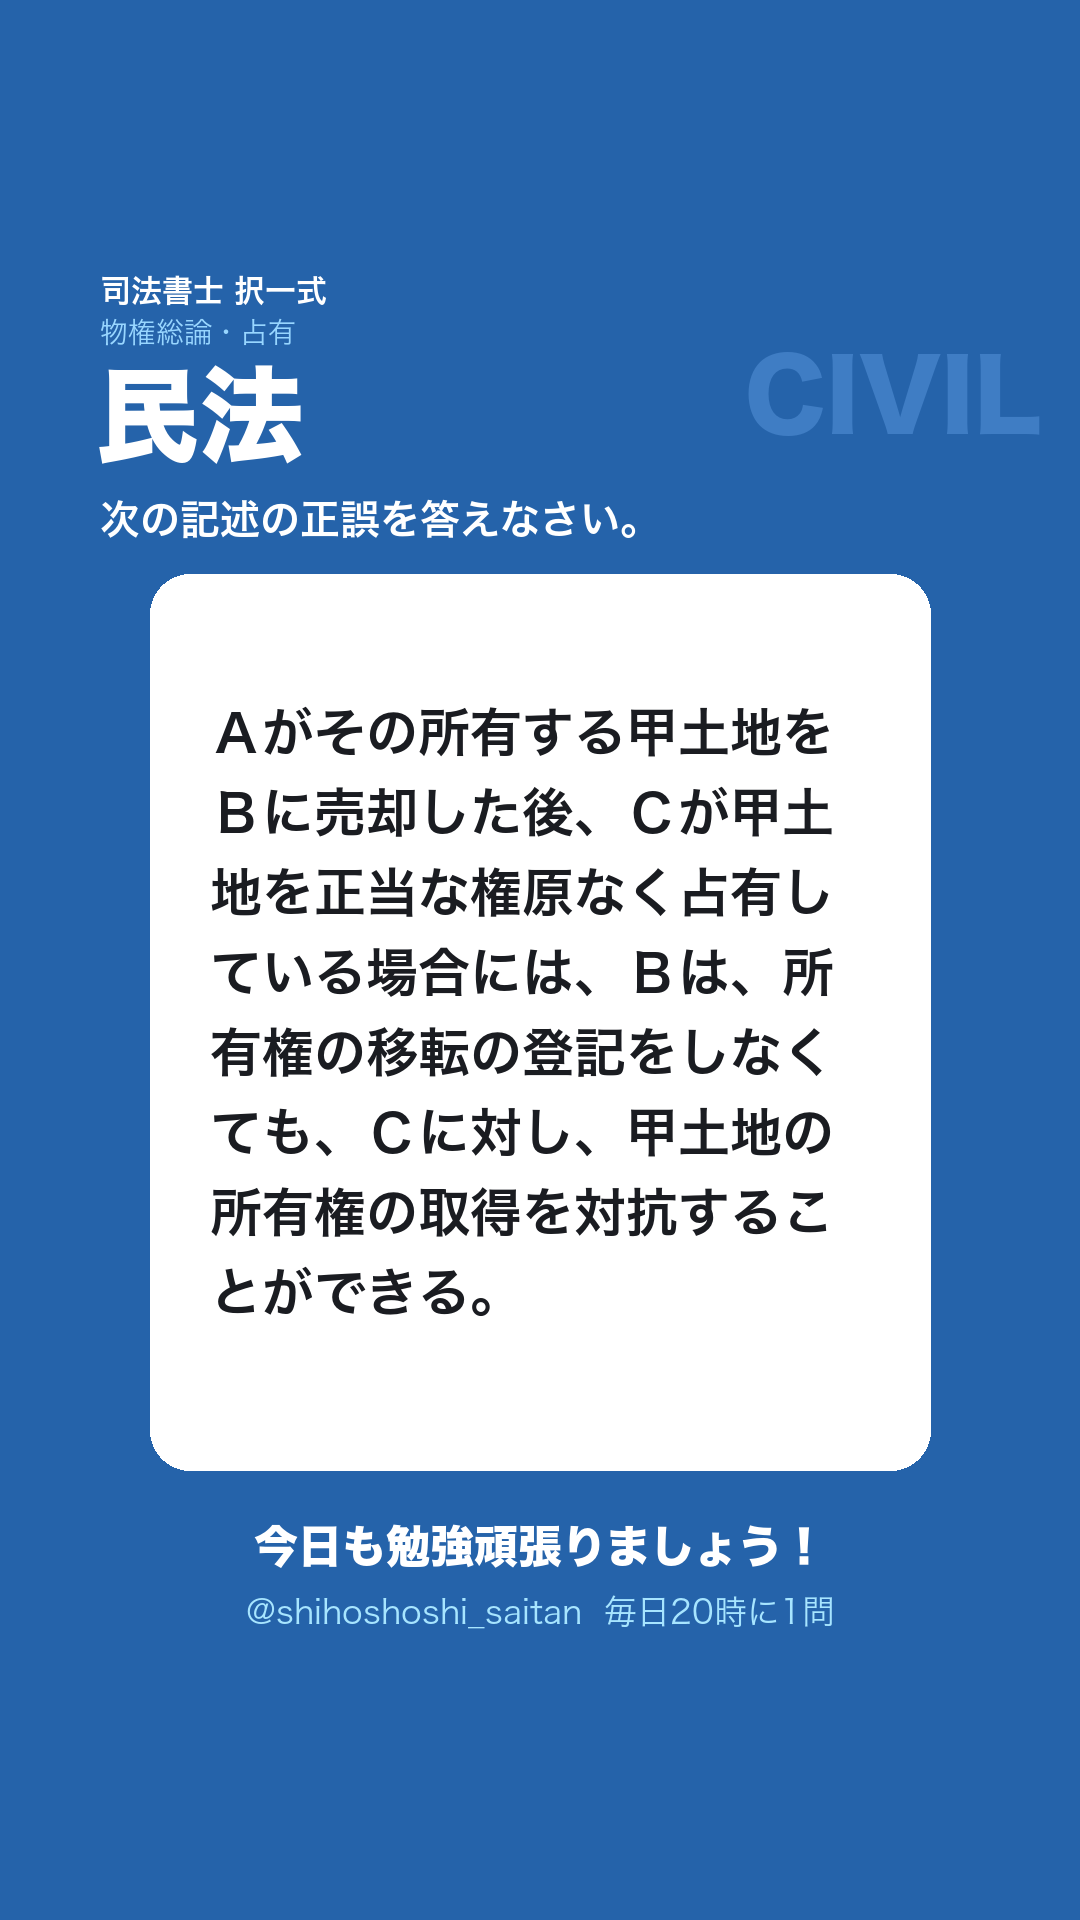 司法書士 択一式
物権総論・占有
民法
CIVIL
次の記述の正誤を答えなさい。
Ａがその所有する甲土地を
Ｂに売却した後、Ｃが甲土
地を正当な権原なく占有し
ている場合には、Ｂは、所
有権の移転の登記をしなく
ても、Ｃに対し、甲土地の
所有権の取得を対抗するこ
とができる。
今日も勉強頑張りましょう！
@shihoshoshi_saitan 毎日20時に1問